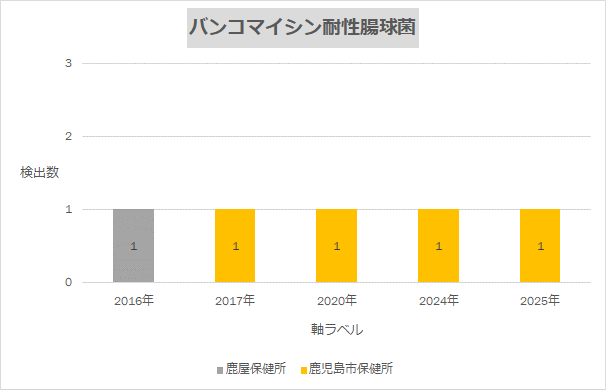 バンコマイシン耐性腸球菌
3
2
検出数
1
1 1 1 1 1
0
2016年 2017年 2020年 2024年 2025年
軸ラベル
鹿屋保健所 鹿児島市保健所